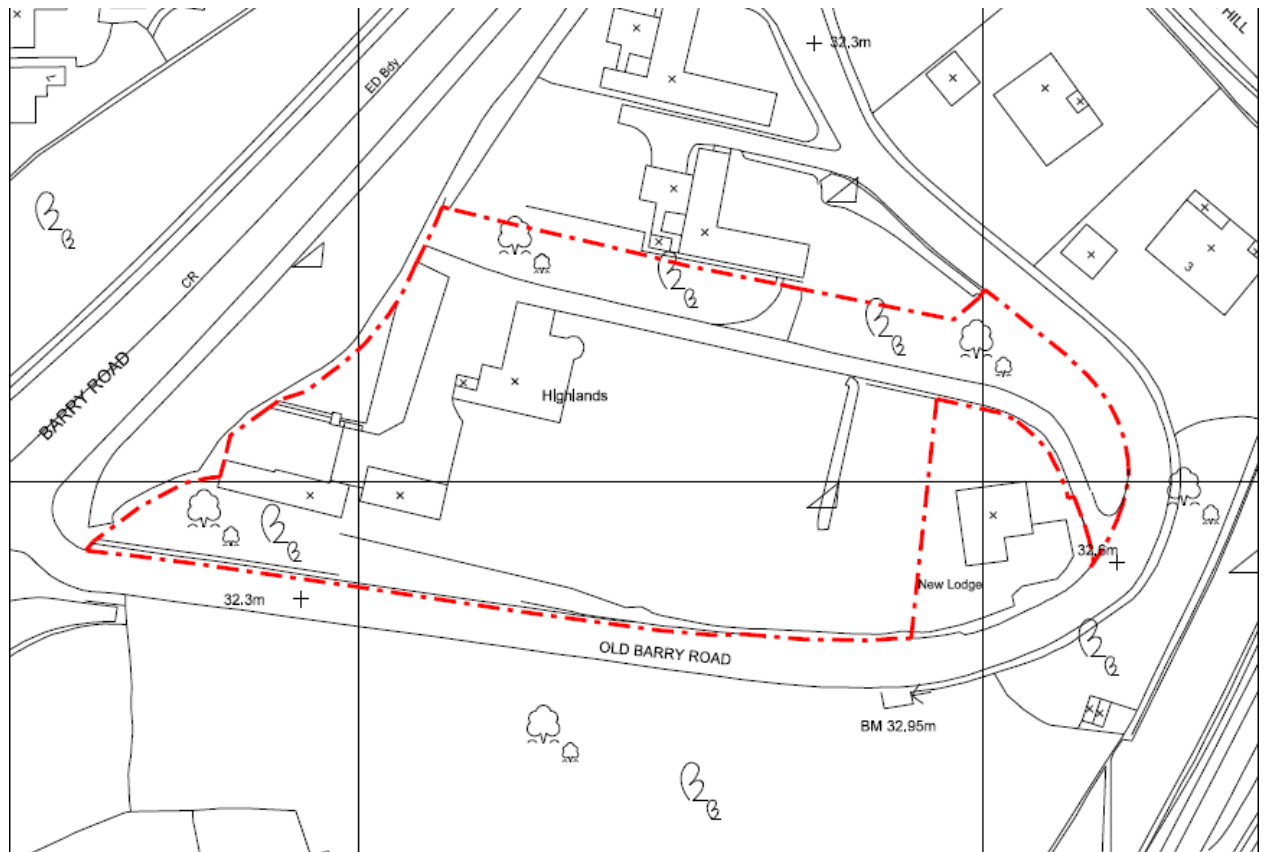 HILL
32.3m
ED Bdy
CR
3
BARRY ROAD
Highlands
32.6m
New Lodge
32.3m
OLD BARRY ROAD
BM 32.95m